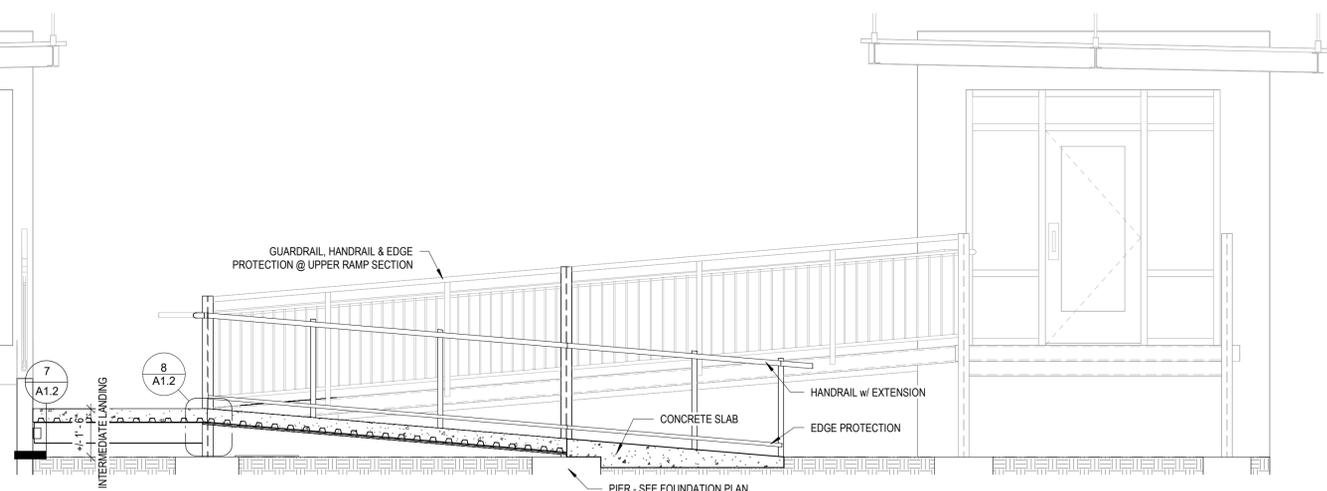 GUARDRAIL, HANDRAIL & EDGE
PROTECTION @ UPPER RAMP SECTION
7
A1.2
8
A1.2
+/- 1' - 6"
INTERMEDIATE LANDING
HANDRAIL w/ EXTENSION
CONCRETE SLAB
EDGE PROTECTION
PIER - SEE FOUNDATION PLAN